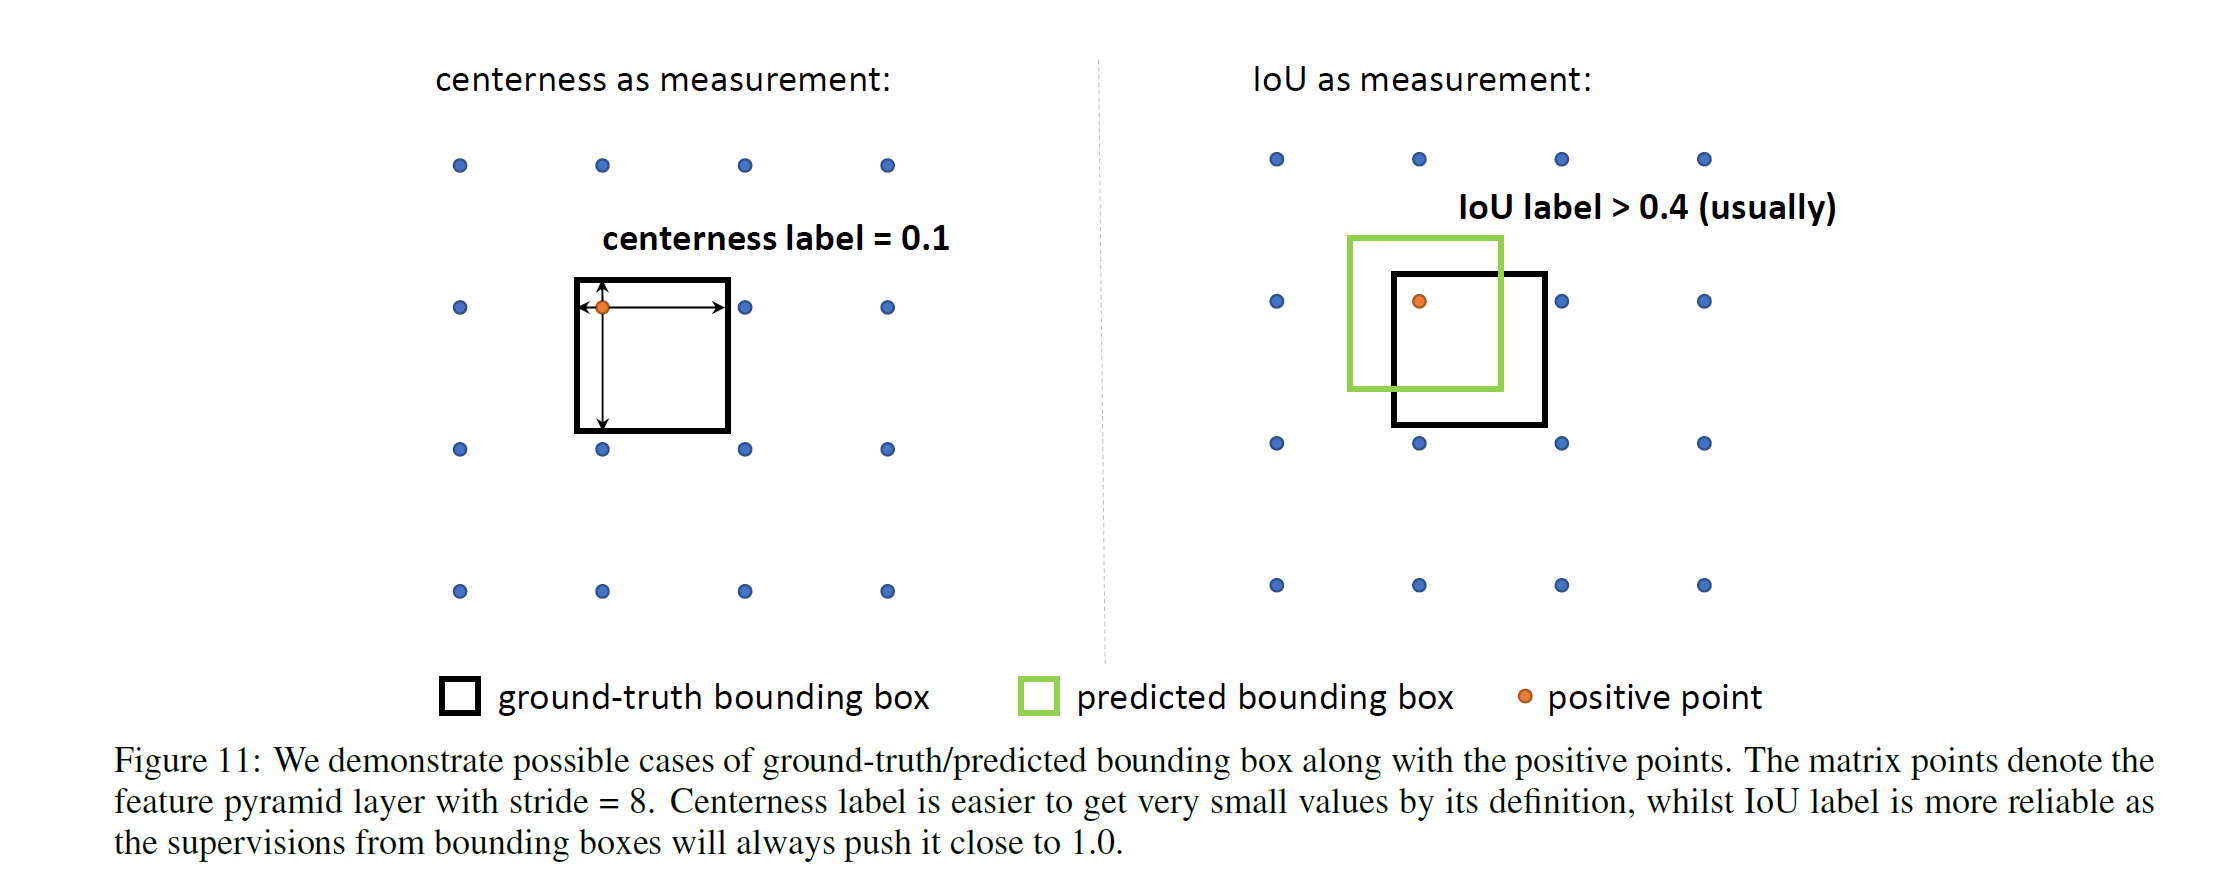 centerness as measurement:
IoU as measurement:
IoU label > 0.4 (usually)
centerness label = 0.1
ground-truth bounding box
predicted bounding box
positive point
Figure 11: We demonstrate possible cases of ground-truth/predicted bounding box along with the positive points. The matrix points denote the
feature pyramid layer with stride = 8. Centerness label is easier to get very small values by its definition, whilst IoU label is more reliable as
the supervisions from bounding boxes will always push it close to 1.0.